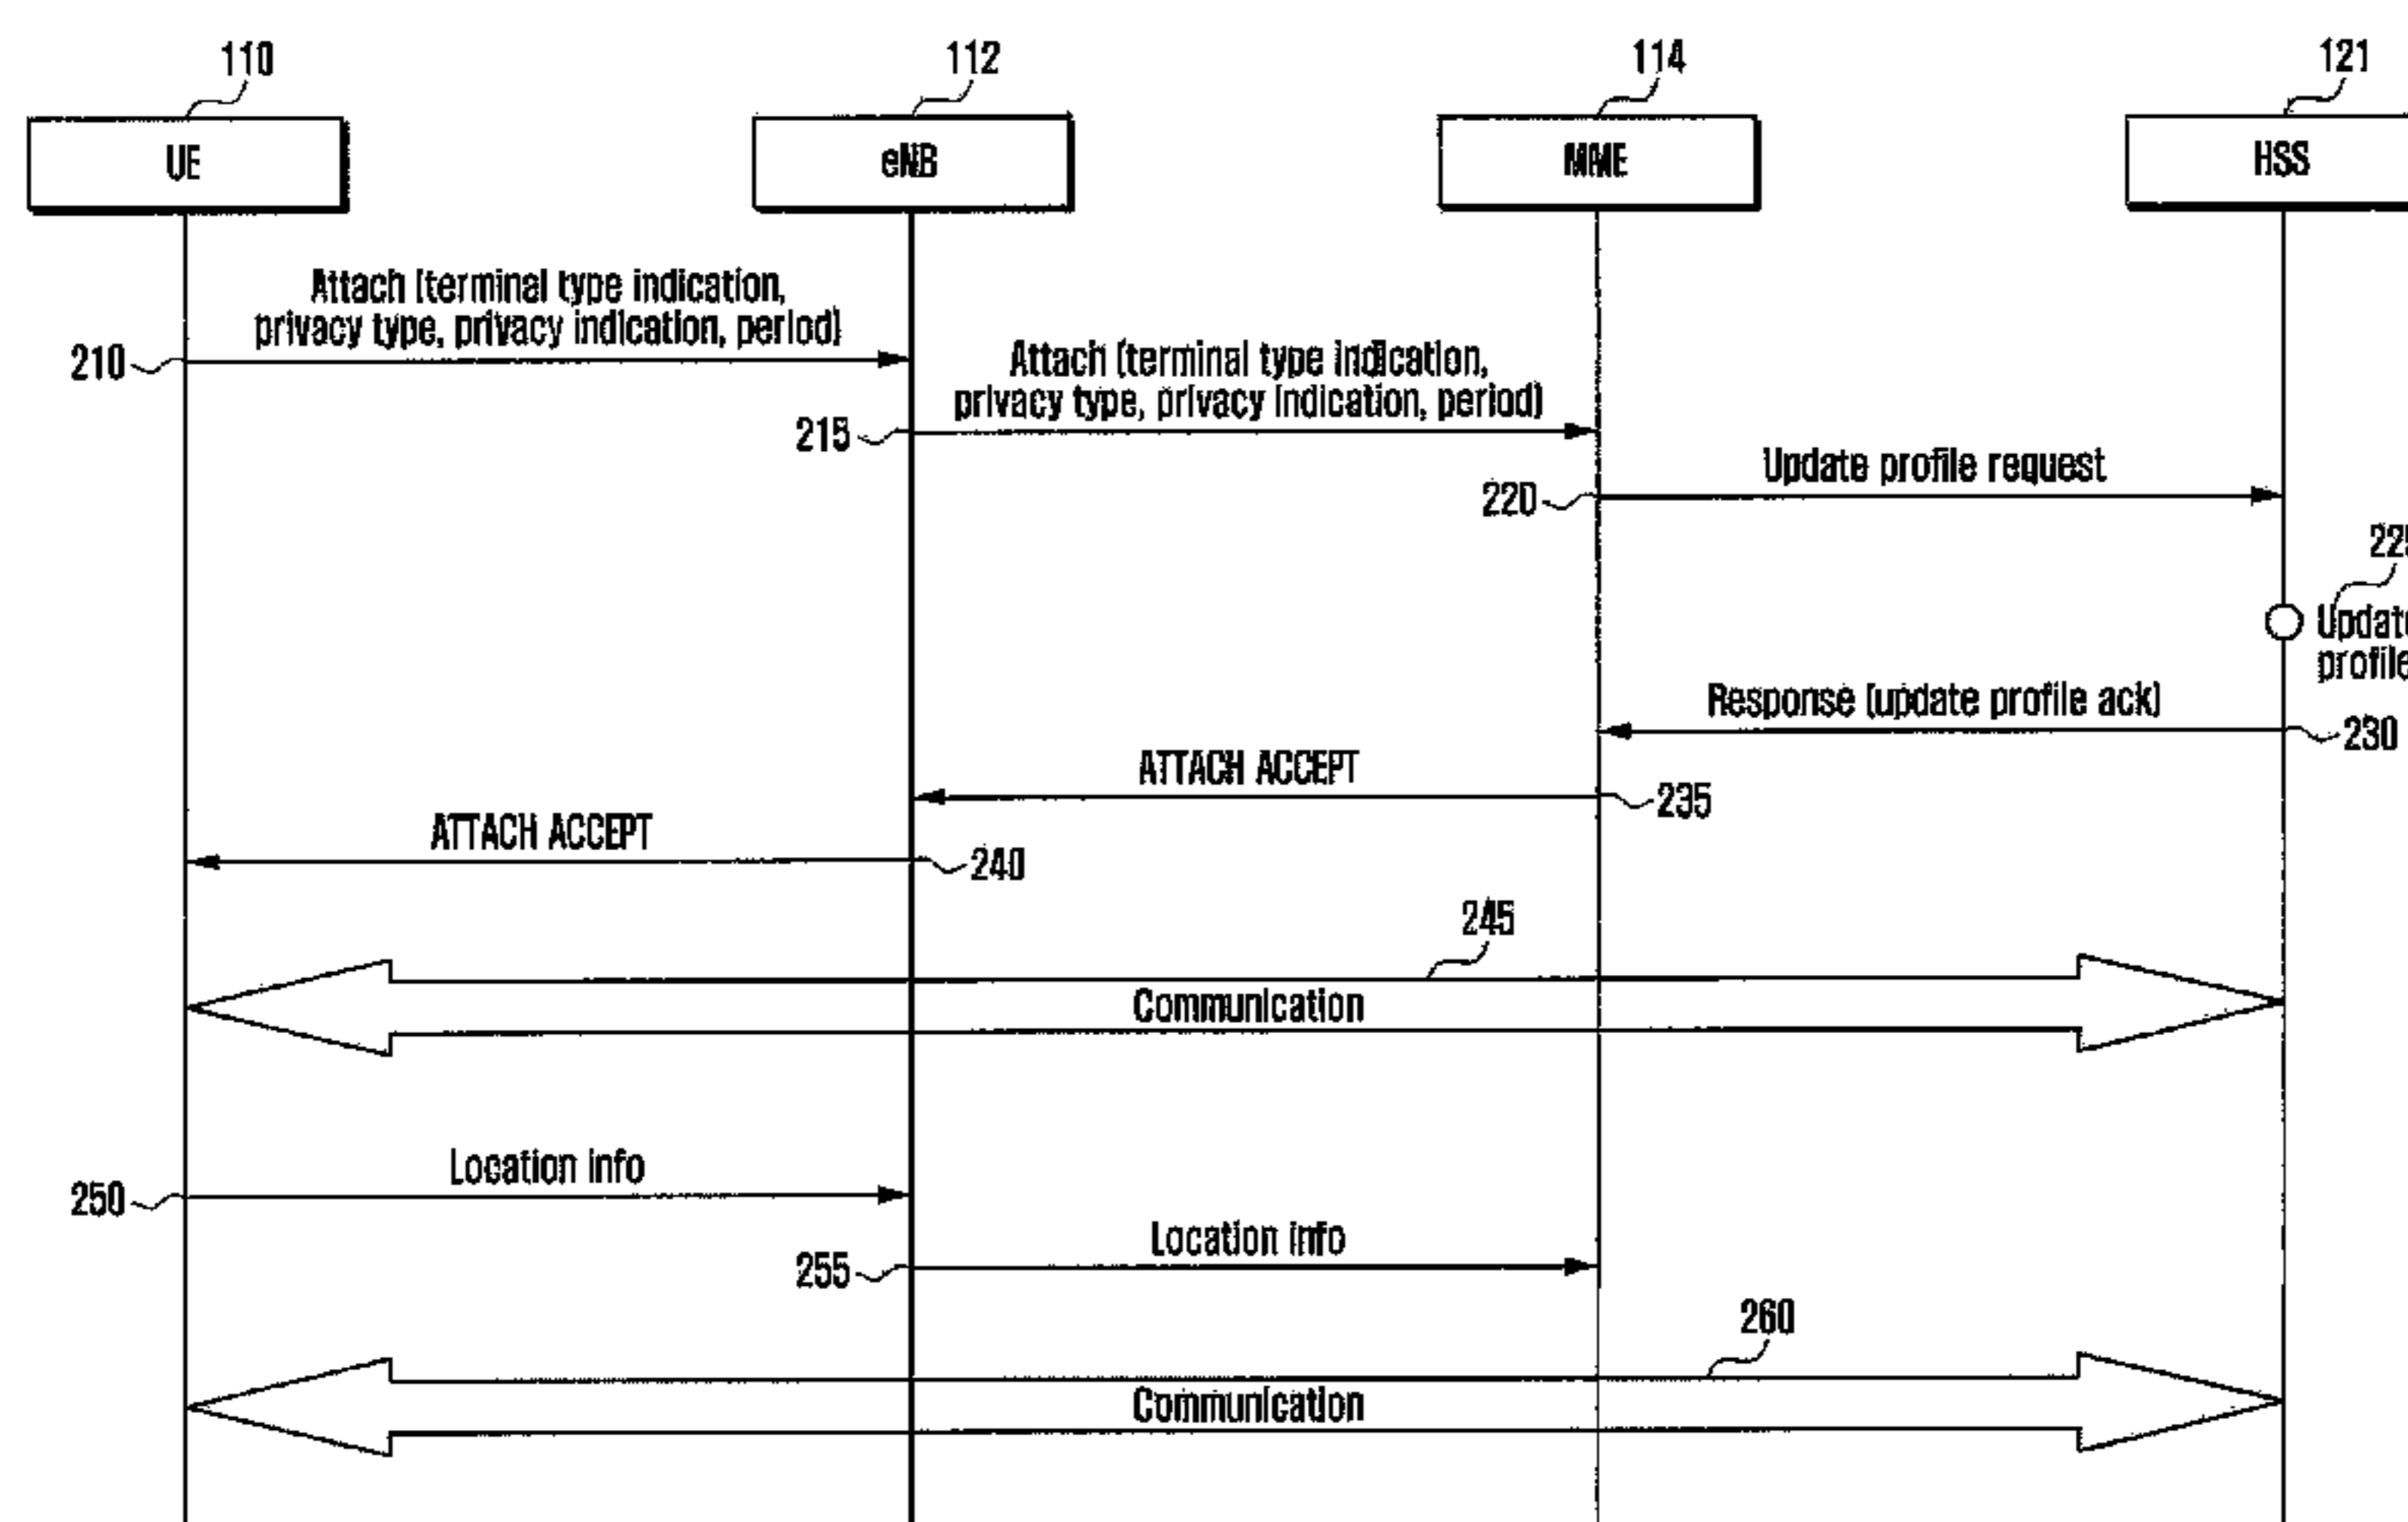 110
112
114
121
UE
eNB
MME
HSS
Attach (terminal type indication,
privacy type, privacy indication, period)
210
Attach (terminal type indication,
privacy type, privacy indication, period)
215
Update profile request
220
Update
profile
Response (update profile ack)
230
ATTACH ACCEPT
235
ATTACH ACCEPT
240
245
Communication
Location info
250
Location info
255
260
Communication